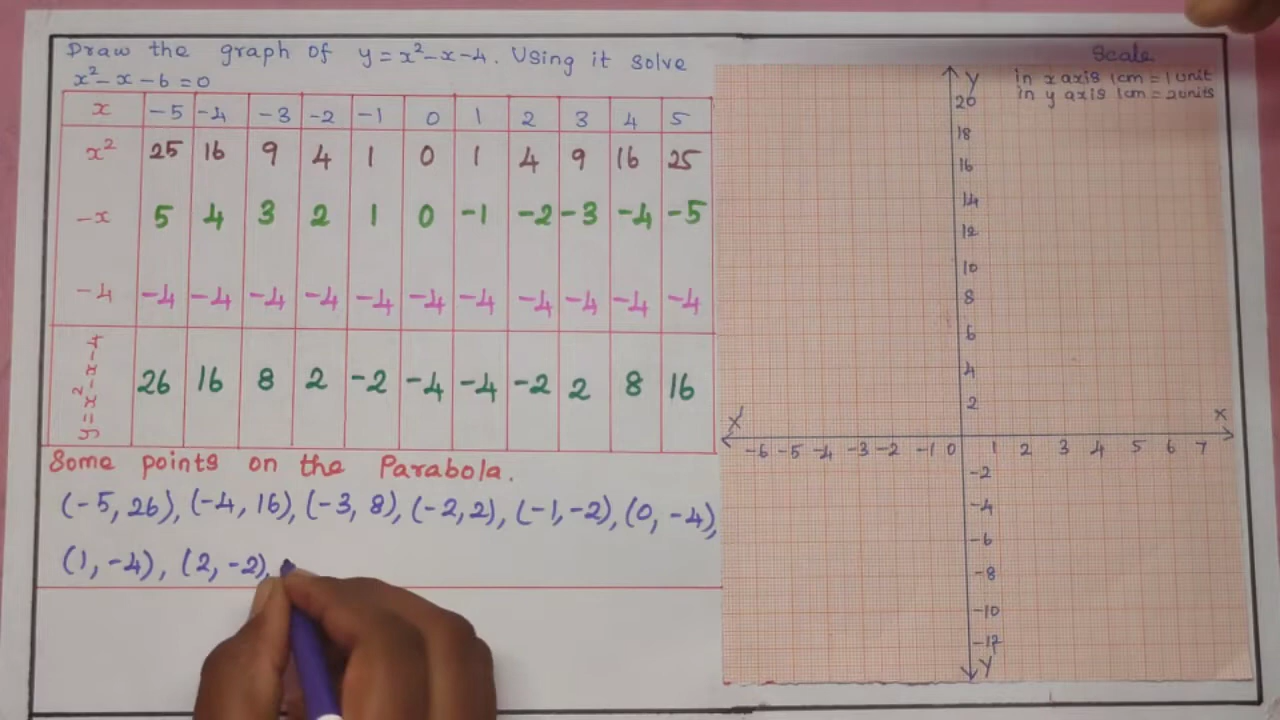 Draw the graph of y = x² - x - 4. Using it solve
x² - x - 6 = 0
x -5 -4 -3 -2 -1 0 1 2 3 4 5
x² 25 16 9 4 1 0 1 4 9 16 25
-x 5 4 3 2 1 0 -1 -2 -3 -4 -5
-4 -4 -4 -4 -4 -4 -4 -4 -4 -4 -4 -4
y = x² - x - 4 26 16 8 2 -2 -4 -4 -2 2 8 16
Some points on the Parabola.
(-5, 26), (-4, 16), (-3, 8), (-2, 2), (-1, -2), (0, -4),
(1, -4), (2, -2),
Scale
in x axis 1cm = 1 unit
in y axis 1cm = 2 units
Y
20
18
16
14
12
10
8
6
4
2
X' X
-6 -5 -4 -3 -2 -1 0 1 2 3 4 5 6 7
-2
-4
-6
-8
-10
-12
Y'